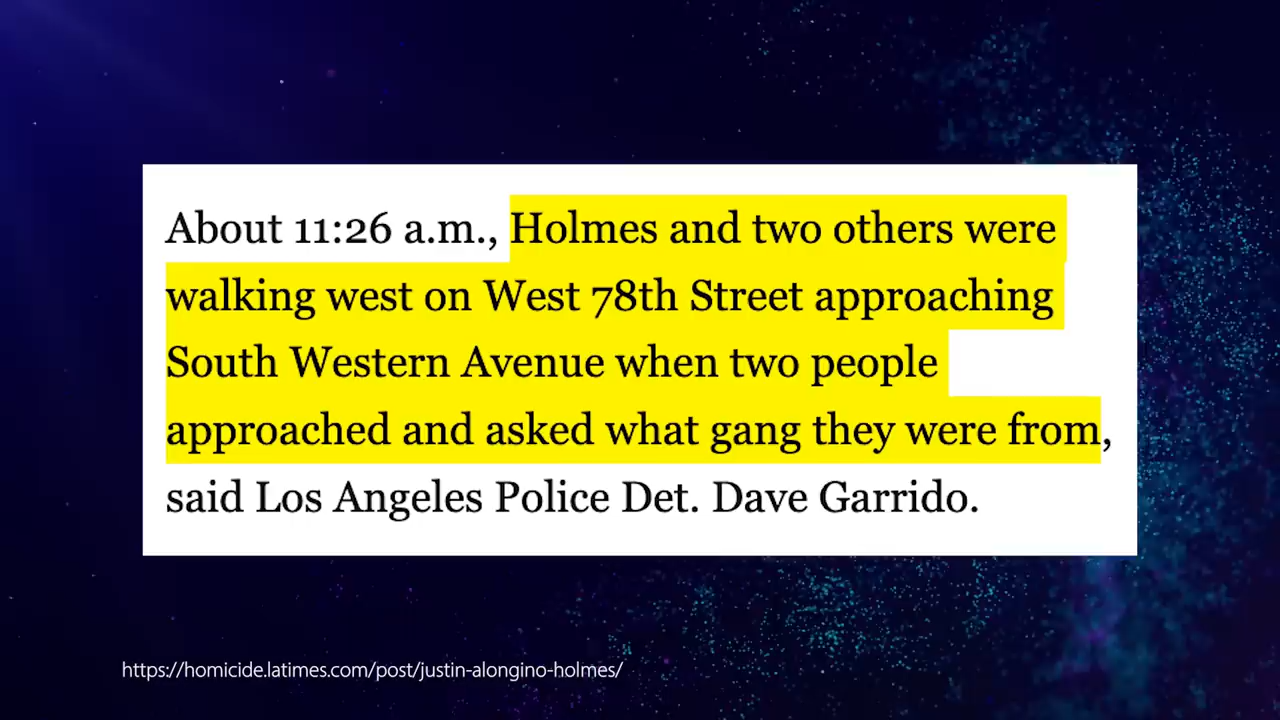 About 11:26 a.m., Holmes and two others were
walking west on West 78th Street approaching
South Western Avenue when two people
approached and asked what gang they were from,
said Los Angeles Police Det. Dave Garrido.
https://homicide.latimes.com/post/justin-alongino-holmes/